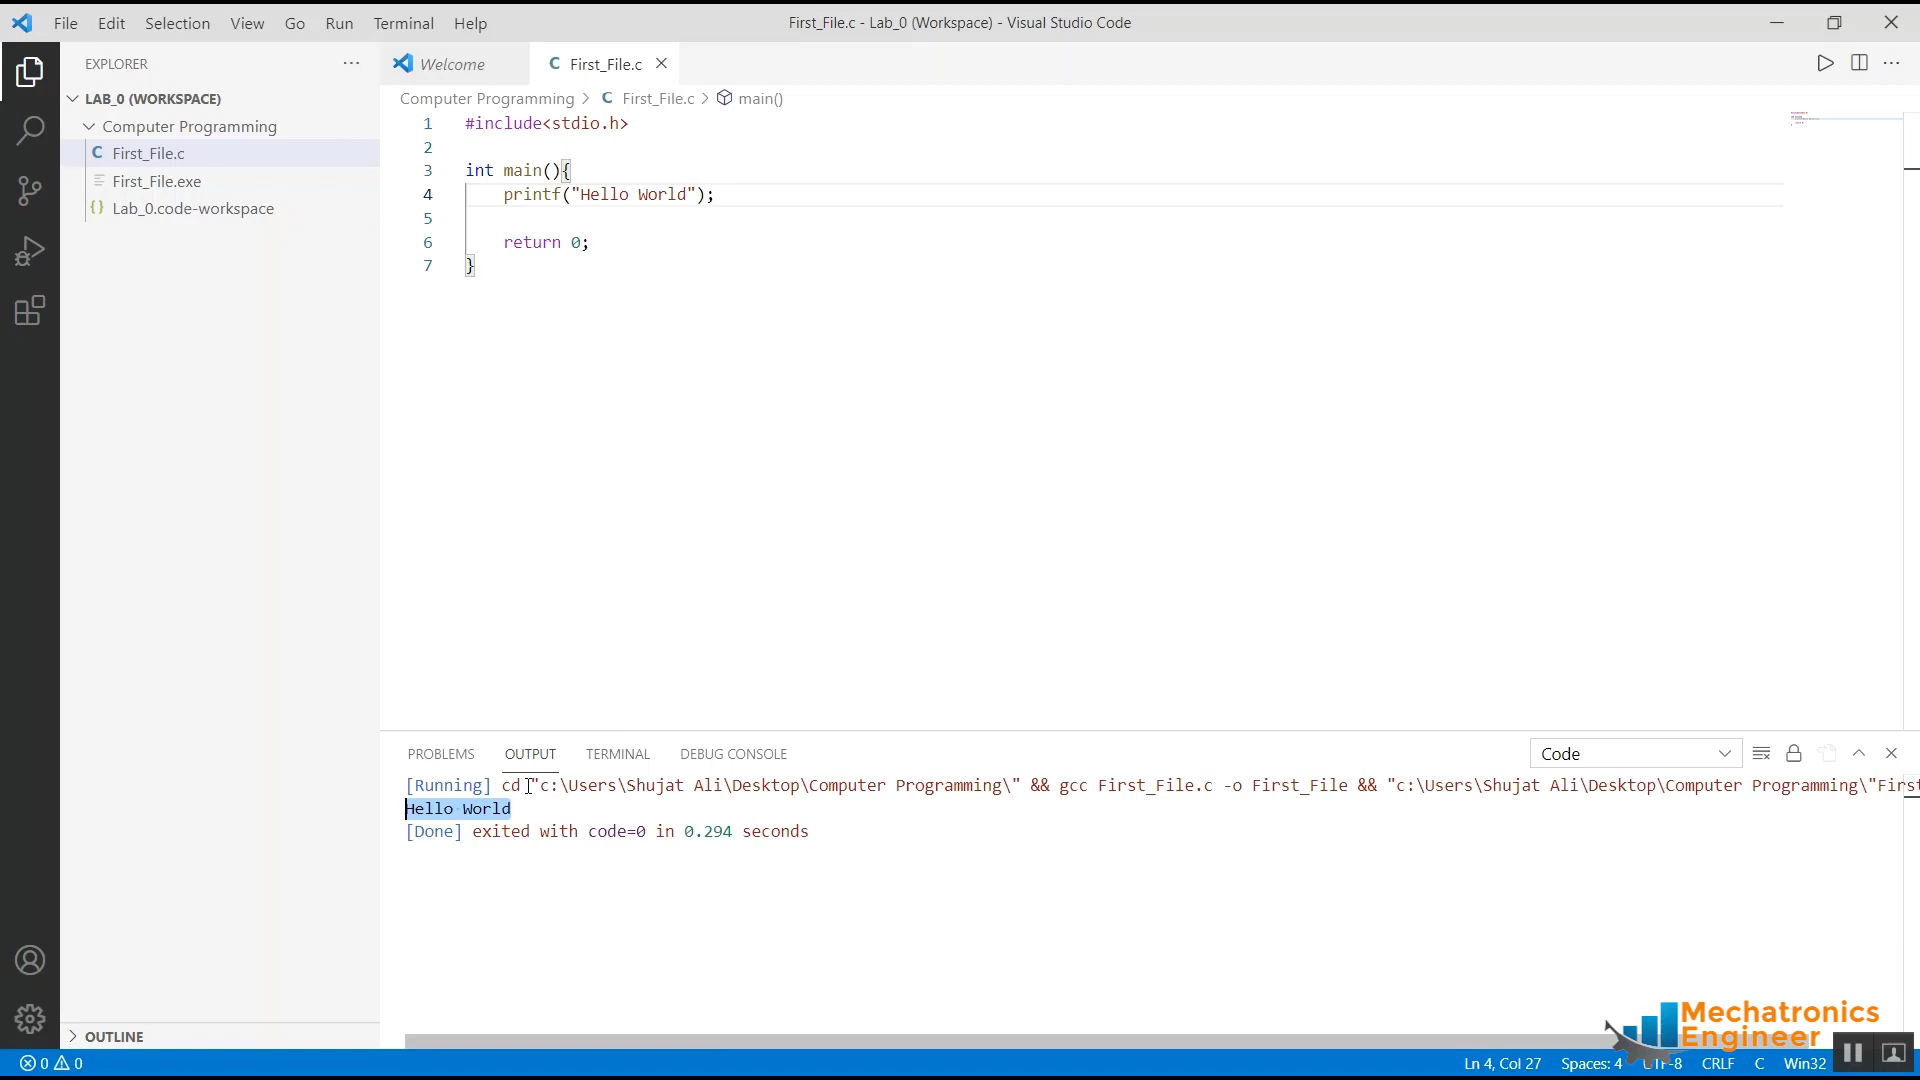 File Edit Selection View Go Run Terminal Help
First_File.c - Lab_0 (Workspace) - Visual Studio Code
EXPLORER
LAB_0 (WORKSPACE)
Computer Programming
First_File.c
First_File.exe
Lab_0.code-workspace
OUTLINE
Welcome
First_File.c
Computer Programming > First_File.c > main()
1 #include<stdio.h>
2
3 int main(){
4 printf("Hello World");
5
6 return 0;
7 }
PROBLEMS OUTPUT TERMINAL DEBUG CONSOLE
Code
[Running] cd "c:\Users\Shujat Ali\Desktop\Computer Programming\" && gcc First_File.c -o First_File && "c:\Users\Shujat Ali\Desktop\Computer Programming\"First
Hello World
[Done] exited with code=0 in 0.294 seconds
Mechatronics
Engineer
0 0
Ln 4, Col 27 Spaces: 4 UTF-8 CRLF C Win32